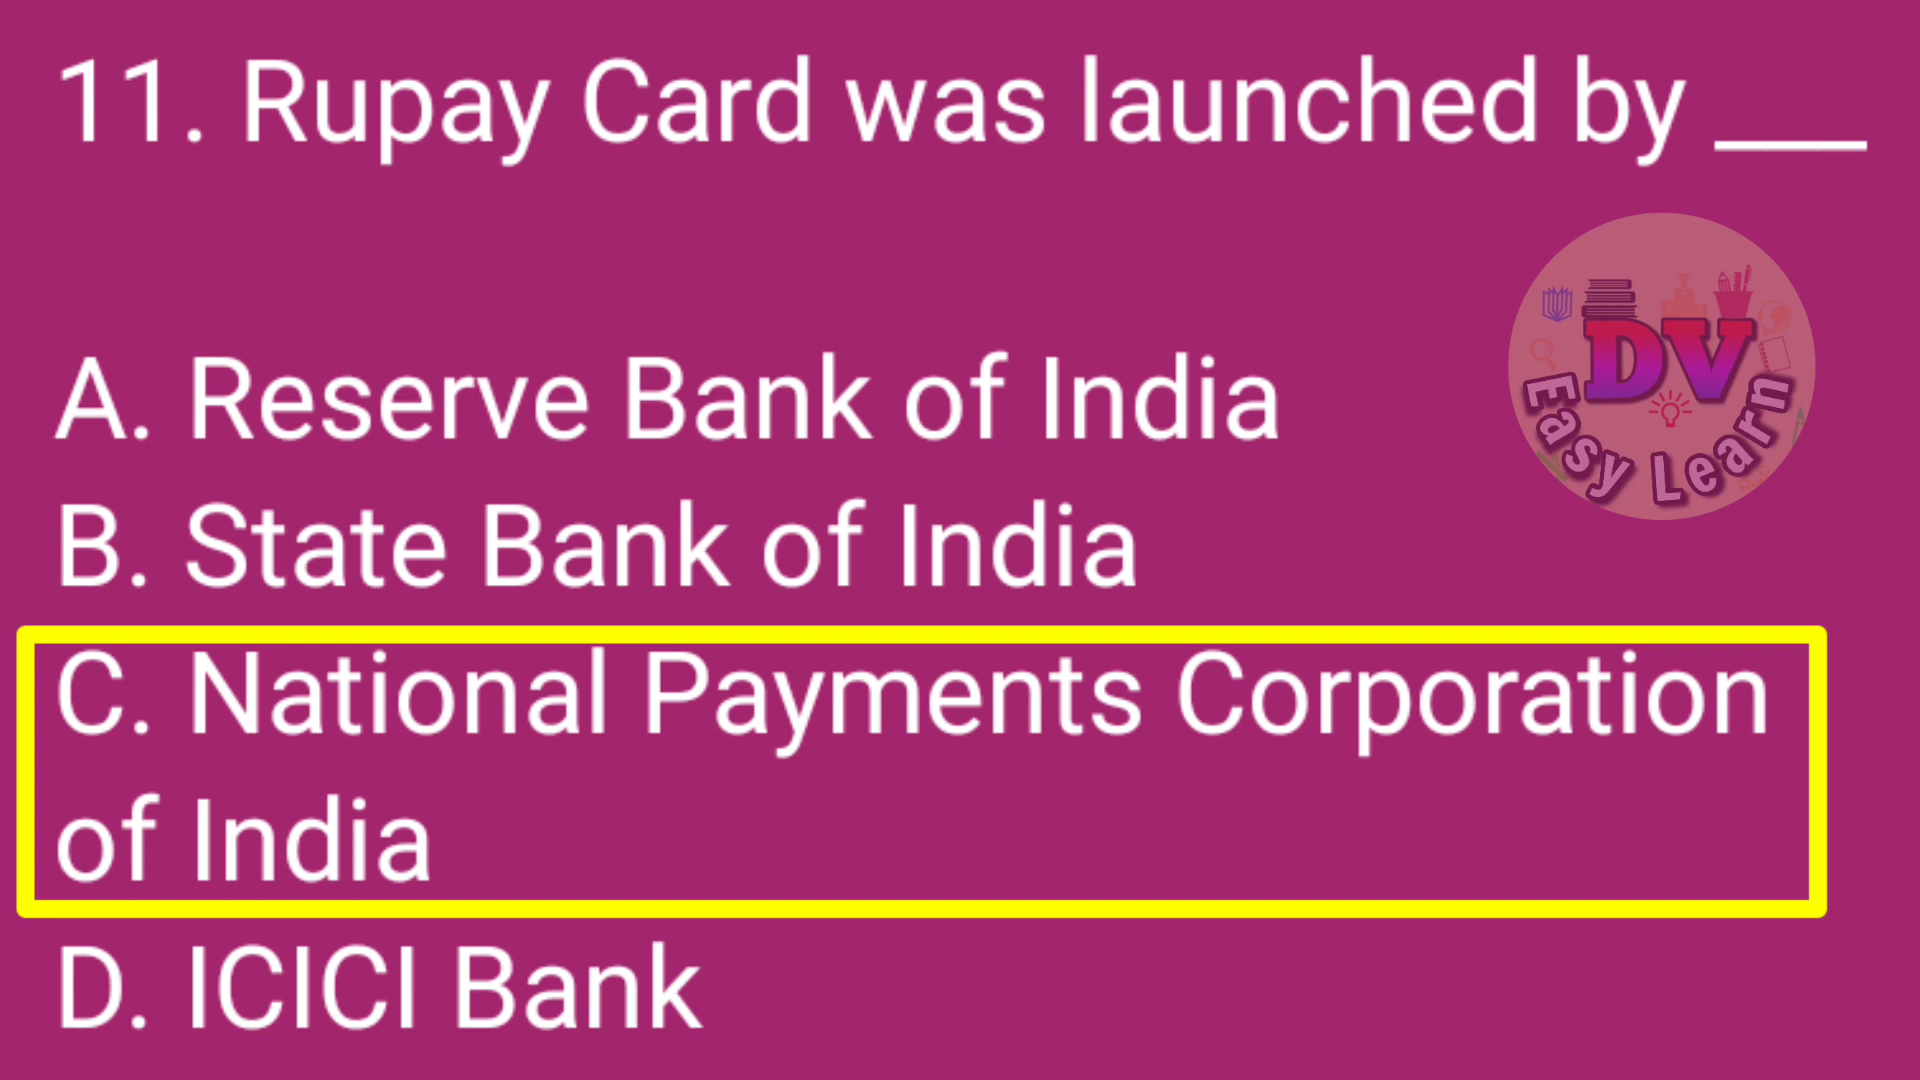 11. Rupay Card was launched by ___
DV
Easy Learn
A. Reserve Bank of India
B. State Bank of India
C. National Payments Corporation
of India
D. ICICI Bank